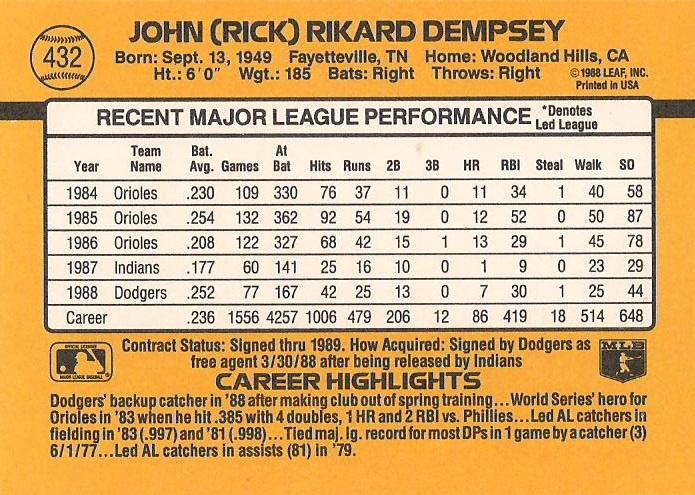 432
JOHN (RICK) RIKARD DEMPSEY
Born: Sept. 13, 1949 Fayetteville, TN Home: Woodland Hills, CA
Ht.: 6'0" Wgt.: 185 Bats: Right Throws: Right
©1988 LEAF, INC.
Printed in USA
RECENT MAJOR LEAGUE PERFORMANCE *Denotes
Led League
Year Team Name Bat. Avg. Games At Bat Hits Runs 2B 3B HR RBI Steal Walk SO
1984 Orioles .230 109 330 76 37 11 0 11 34 1 40 58
1985 Orioles .254 132 362 92 54 19 0 12 52 0 50 87
1986 Orioles .208 122 327 68 42 15 1 13 29 1 45 78
1987 Indians .177 60 141 25 16 10 0 1 9 0 23 29
1988 Dodgers .252 77 167 42 25 13 0 7 30 1 25 44
Career .236 1556 4257 1006 479 206 12 86 419 18 514 648
Contract Status: Signed thru 1989. How Acquired: Signed by Dodgers as
free agent 3/30/88 after being released by Indians
OFFICIAL LICENSEE
MAJOR LEAGUE BASEBALL
MLB
CAREER HIGHLIGHTS
Dodgers' backup catcher in '88 after making club out of spring training...World Series' hero for
Orioles in '83 when he hit .385 with 4 doubles, 1 HR and 2 RBI vs. Phillies...Led AL catchers in
fielding in '83 (.997) and '81 (.998)...Tied maj. lg. record for most DPs in 1 game by a catcher (3)
6/1/77...Led AL catchers in assists (81) in '79.